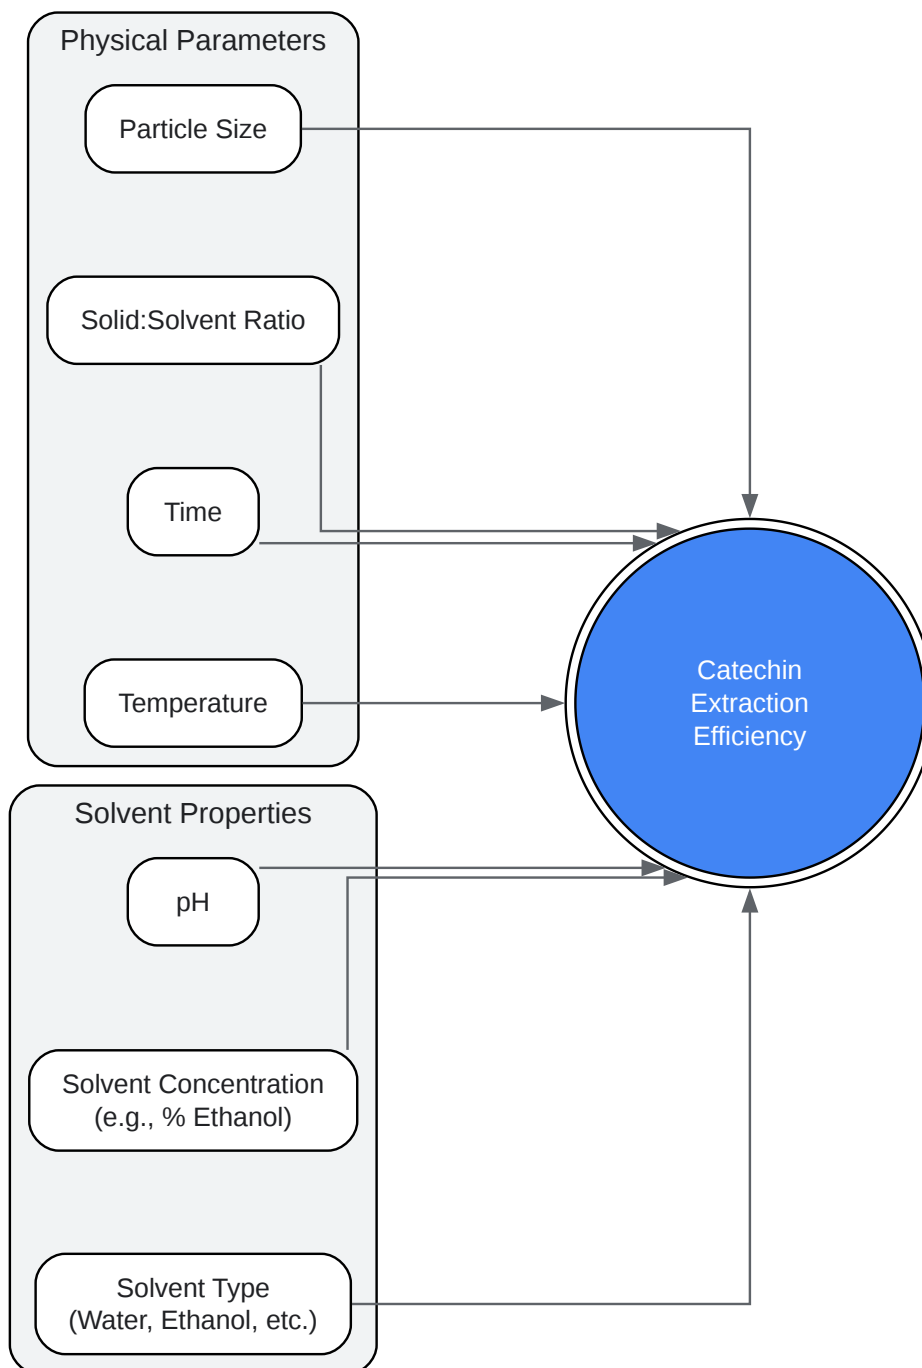 Physical Parameters
Particle Size
Solid:Solvent Ratio
Time
Temperature
Catechin
Extraction
Efficiency
Solvent Properties
pH
Solvent Concentration
(e.g., % Ethanol)
Solvent Type
(Water, Ethanol, etc.)